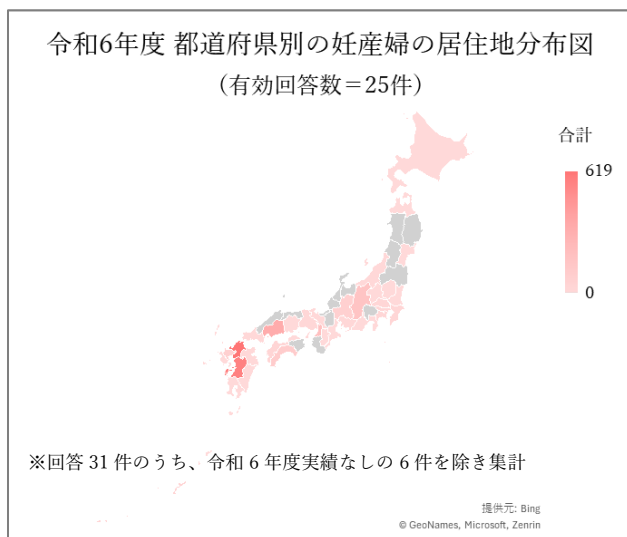 令和6年度 都道府県別の妊産婦の居住地分布図
（有効回答数＝25件）
合計
619
0
※回答 31 件のうち、令和 6 年度実績なしの 6 件を除き集計
提供元: Bing
© GeoNames, Microsoft, Zenrin